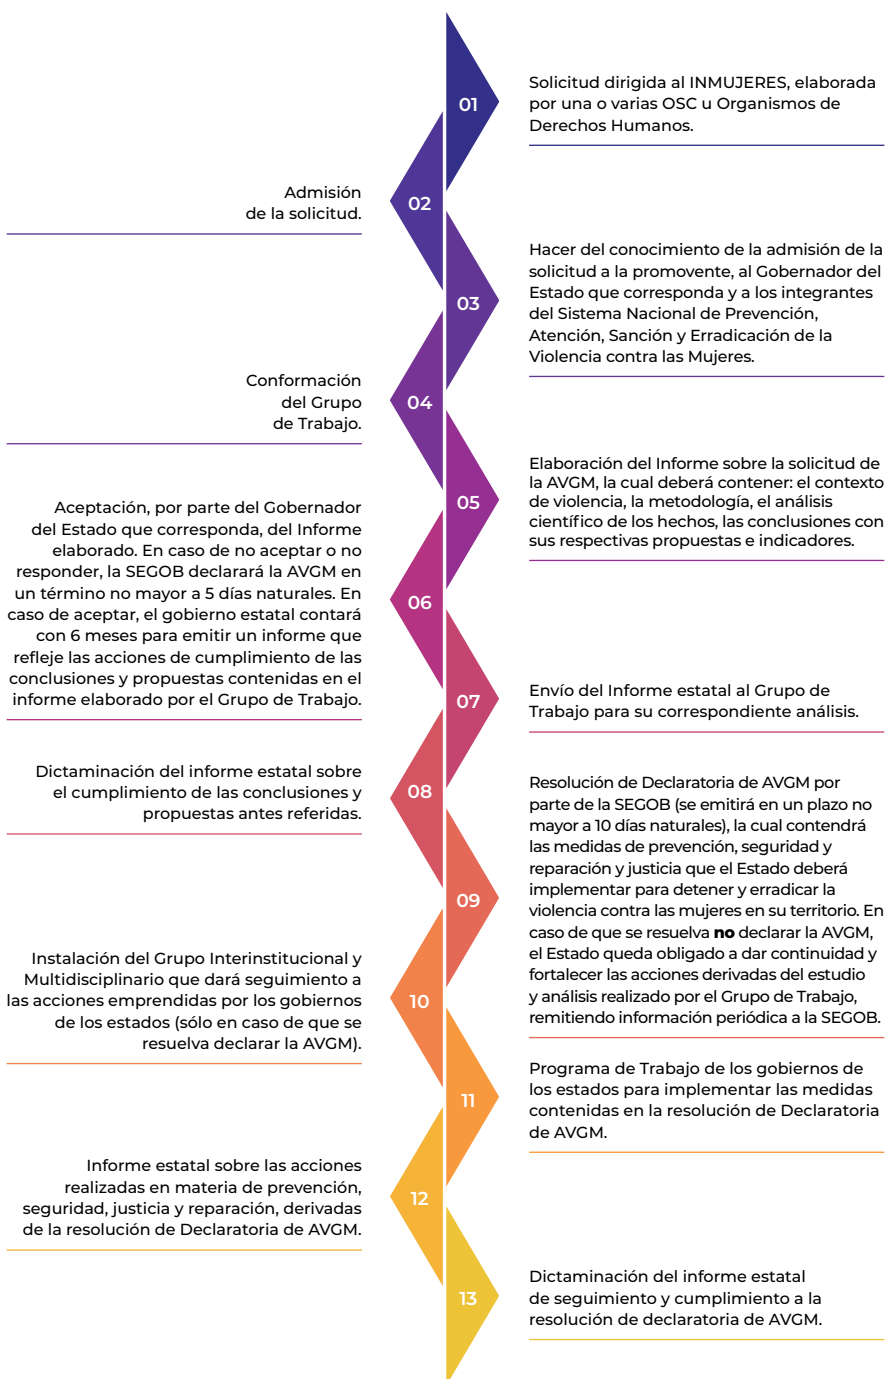 01
Solicitud dirigida al INMUJERES, elaborada
por una o varias OSC u Organismos de
Derechos Humanos.
02
Admisión
de la solicitud.
03
Hacer del conocimiento de la admisión de la
solicitud a la promovente, al Gobernador del
Estado que corresponda y a los integrantes
del Sistema Nacional de Prevención,
Atención, Sanción y Erradicación de la
Violencia contra las Mujeres.
04
Conformación
del Grupo
de Trabajo.
05
Elaboración del Informe sobre la solicitud de
la AVGM, la cual deberá contener: el contexto
de violencia, la metodología, el análisis
científico de los hechos, las conclusiones con
sus respectivas propuestas e indicadores.
06
Aceptación, por parte del Gobernador
del Estado que corresponda, del Informe
elaborado. En caso de no aceptar o no
responder, la SEGOB declarará la AVGM en
un término no mayor a 5 días naturales. En
caso de aceptar, el gobierno estatal contará
con 6 meses para emitir un informe que
refleje las acciones de cumplimiento de las
conclusiones y propuestas contenidas en el
informe elaborado por el Grupo de Trabajo.
07
Envío del Informe estatal al Grupo de
Trabajo para su correspondiente análisis.
08
Dictaminación del informe estatal sobre
el cumplimiento de las conclusiones y
propuestas antes referidas.
09
Resolución de Declaratoria de AVGM por
parte de la SEGOB (se emitirá en un plazo no
mayor a 10 días naturales), la cual contendrá
las medidas de prevención, seguridad y
reparación y justicia que el Estado deberá
implementar para detener y erradicar la
violencia contra las mujeres en su territorio. En
caso de que se resuelva no declarar la AVGM,
el Estado queda obligado a dar continuidad y
fortalecer las acciones derivadas del estudio
y análisis realizado por el Grupo de Trabajo,
remitiendo información periódica a la SEGOB.
10
Instalación del Grupo Interinstitucional y
Multidisciplinario que dará seguimiento a
las acciones emprendidas por los gobiernos
de los estados (sólo en caso de que se
resuelva declarar la AVGM).
11
Programa de Trabajo de los gobiernos de
los estados para implementar las medidas
contenidas en la resolución de Declaratoria
de AVGM.
12
Informe estatal sobre las acciones
realizadas en materia de prevención,
seguridad, justicia y reparación, derivadas
de la resolución de Declaratoria de AVGM.
13
Dictaminación del informe estatal
de seguimiento y cumplimiento a la
resolución de declaratoria de AVGM.